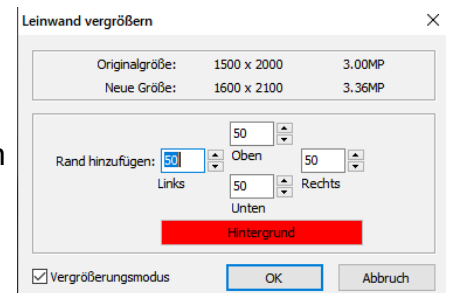 Leinwand vergrößern
Originalgröße: 1500 x 2000 3.00MP
Neue Größe: 1600 x 2100 3.36MP
n
50
Rand hinzufügen: 50 Oben 50
Links 50 Rechts
Unten
Hintergrund
Vergrößerungsmodus OK Abbruch